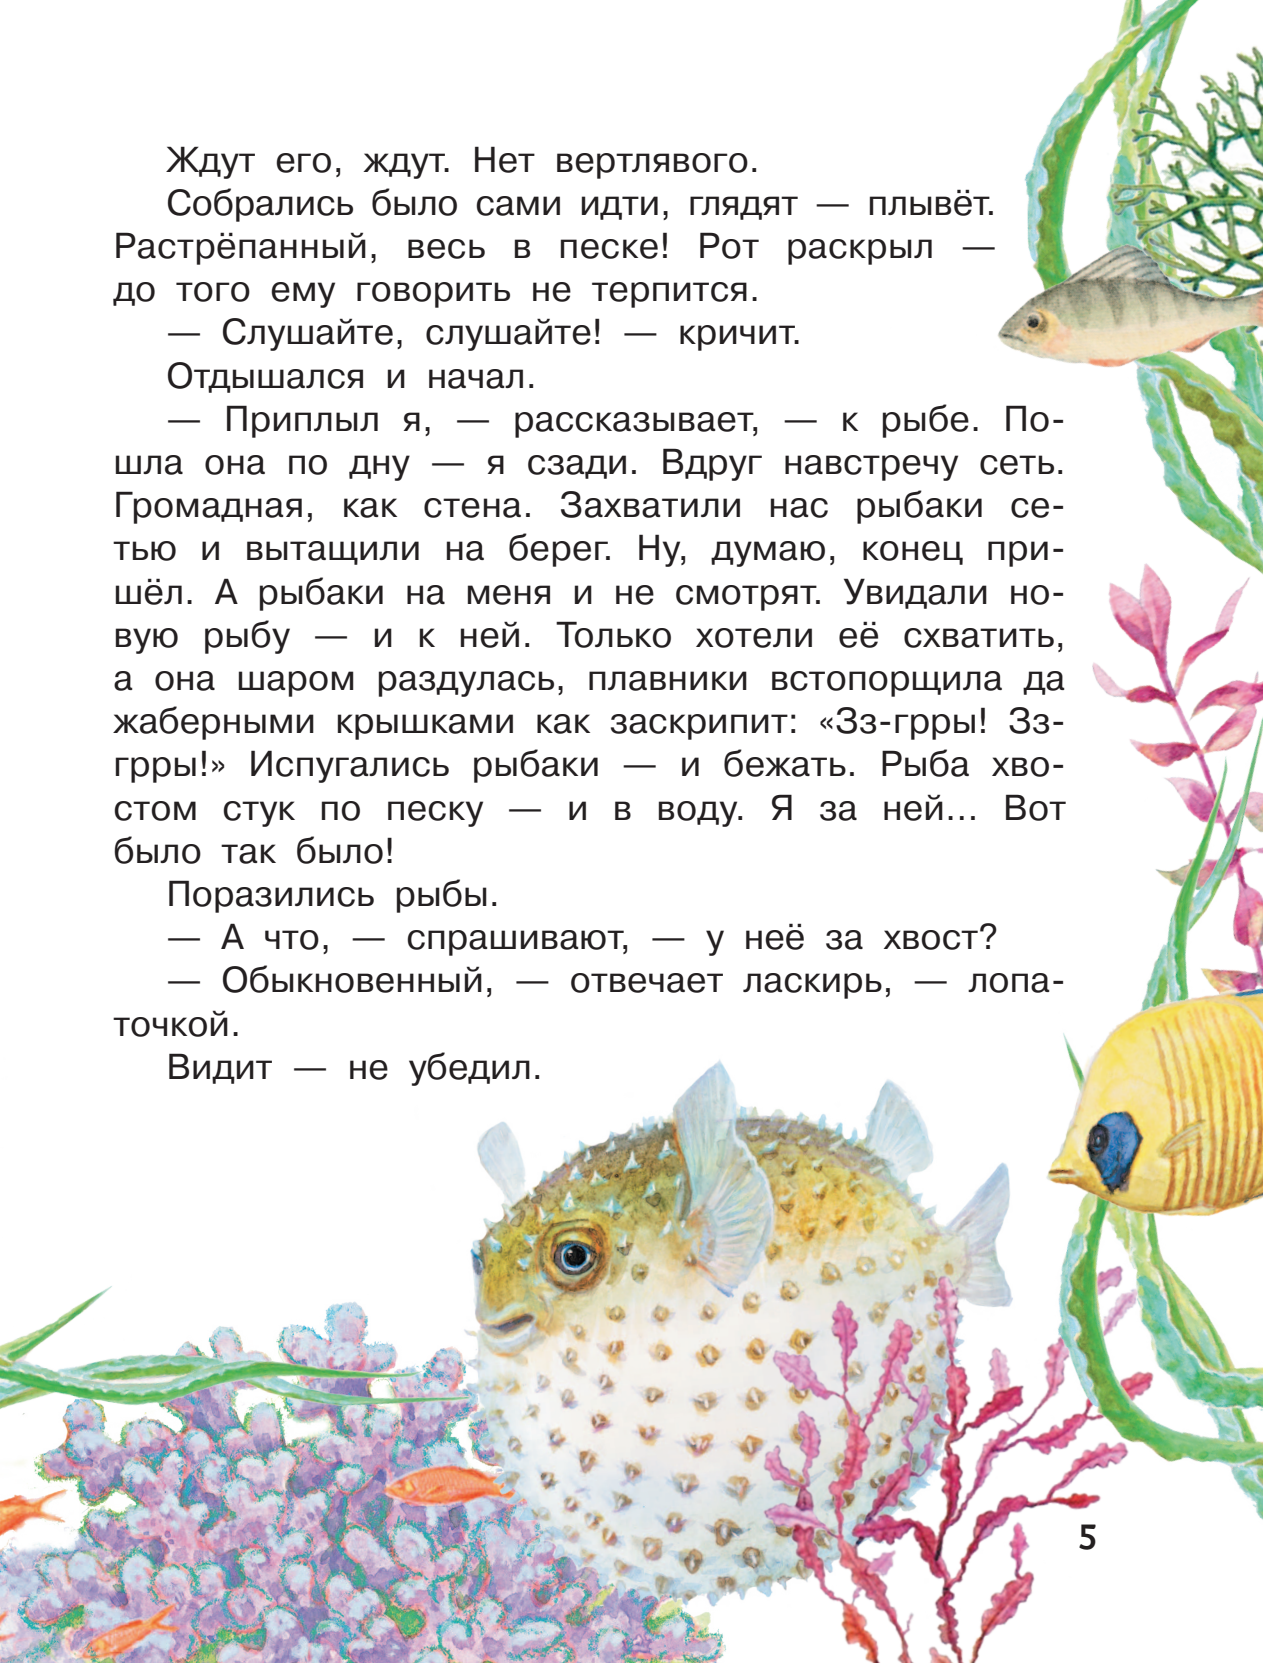 Ждут его, ждут. Нет вертлявого.
Собрались было сами идти, глядят — плывёт.
Растрёпанный, весь в песке! Рот раскрыл —
до того ему говорить не терпится.
— Слушайте, слушайте! — кричит.
Отдышался и начал.
— Приплыл я, — рассказывает, — к рыбе. По-
шла она по дну — я сзади. Вдруг навстречу сеть.
Громадная, как стена. Захватили нас рыбаки се-
тью и вытащили на берег. Ну, думаю, конец при-
шёл. А рыбаки на меня и не смотрят. Увидали но-
вую рыбу — и к ней. Только хотели её схватить,
а она шаром раздулась, плавники встопорщила да
жаберными крышками как заскрипит: «Зз-грры! Зз-
грры!» Испугались рыбаки — и бежать. Рыба хво-
стом стук по песку — и в воду. Я за ней... Вот
было так было!
Поразились рыбы.
— А что, — спрашивают, — у неё за хвост?
— Обыкновенный, — отвечает ласкирь, — лопа-
точкой.
Видит — не убедил.
5